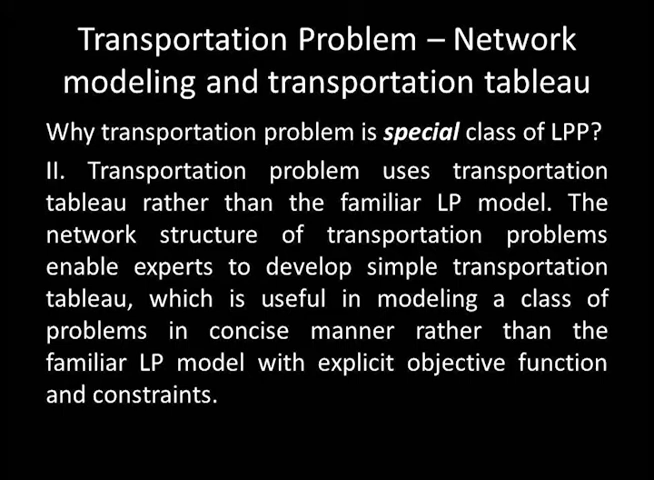 Transportation Problem – Network
modeling and transportation tableau
Why transportation problem is special class of LPP?
II. Transportation problem uses transportation
tableau rather than the familiar LP model. The
network structure of transportation problems
enable experts to develop simple transportation
tableau, which is useful in modeling a class of
problems in concise manner rather than the
familiar LP model with explicit objective function
and constraints.